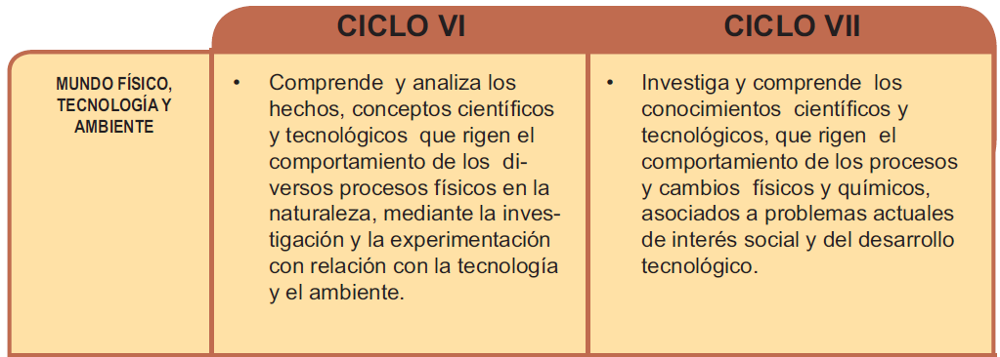 CICLO VI
CICLO VII
MUNDO FÍSICO,
TECNOLOGÍA Y
AMBIENTE
• Comprende y analiza los
hechos, conceptos científicos
y tecnológicos que rigen el
comportamiento de los di-
versos procesos físicos en la
naturaleza, mediante la inves-
tigación y la experimentación
con relación con la tecnología
y el ambiente.
• Investiga y comprende los
conocimientos científicos y
tecnológicos, que rigen el
comportamiento de los procesos
y cambios físicos y químicos,
asociados a problemas actuales
de interés social y del desarrollo
tecnológico.